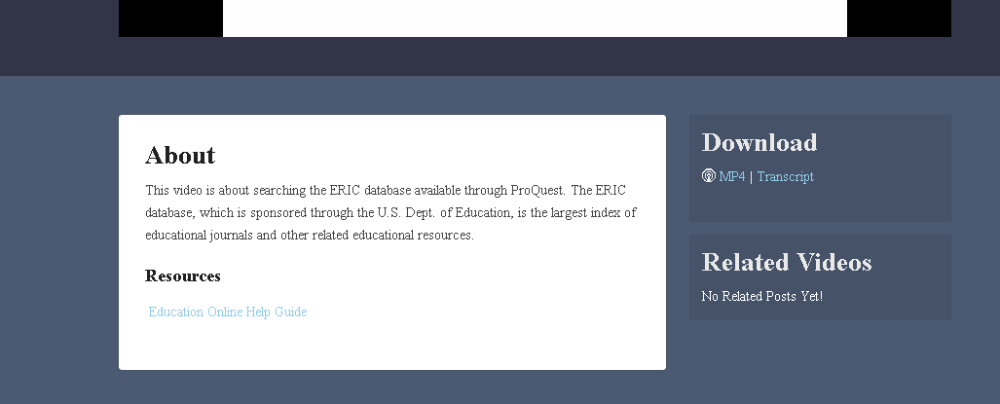 About
This video is about searching the ERIC database available through ProQuest. The ERIC
database, which is sponsored through the U.S. Dept. of Education, is the largest index of
educational journals and other related educational resources.
Resources
Education Online Help Guide
Download
MP4 | Transcript
Related Videos
No Related Posts Yet!